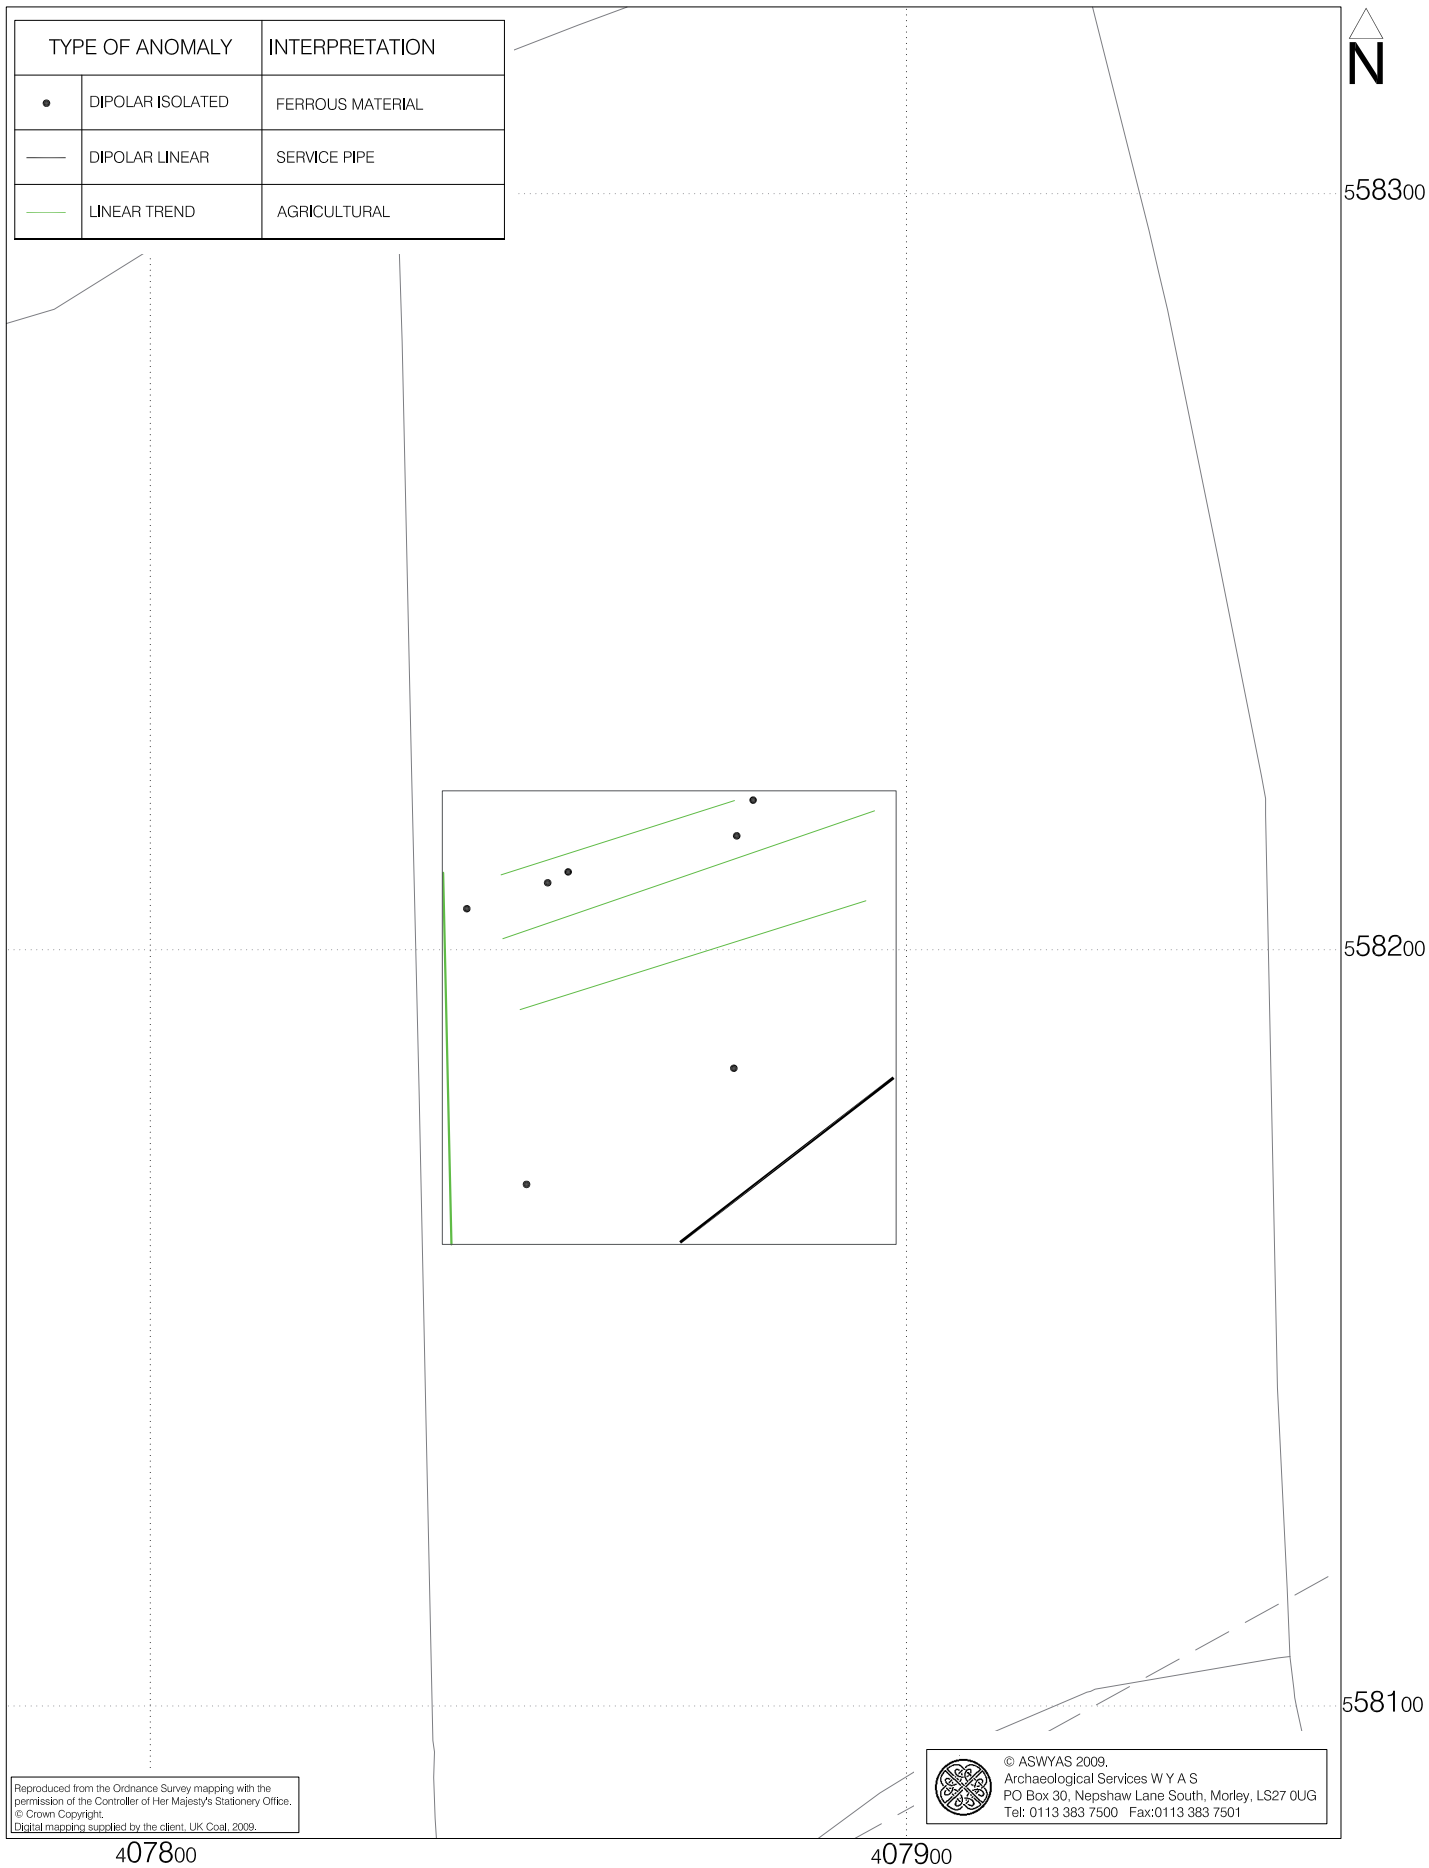 TYPE OF ANOMALY INTERPRETATION
DIPOLAR ISOLATED FERROUS MATERIAL
DIPOLAR LINEAR SERVICE PIPE
LINEAR TREND AGRICULTURAL
N
558300
558200
558100
© ASWYAS 2009.
Archaeological Services W Y A S
PO Box 30, Nepshaw Lane South, Morley, LS27 0UG
Tel: 0113 383 7500 Fax:0113 383 7501
Reproduced from the Ordnance Survey mapping with the
permission of the Controller of Her Majesty's Stationery Office.
© Crown Copyright.
Digital mapping supplied by the client, UK Coal, 2009.
407800
407900